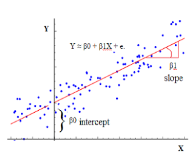 Y
Y = β0 + β1X + e.
β1
slope
β0 intercept
X